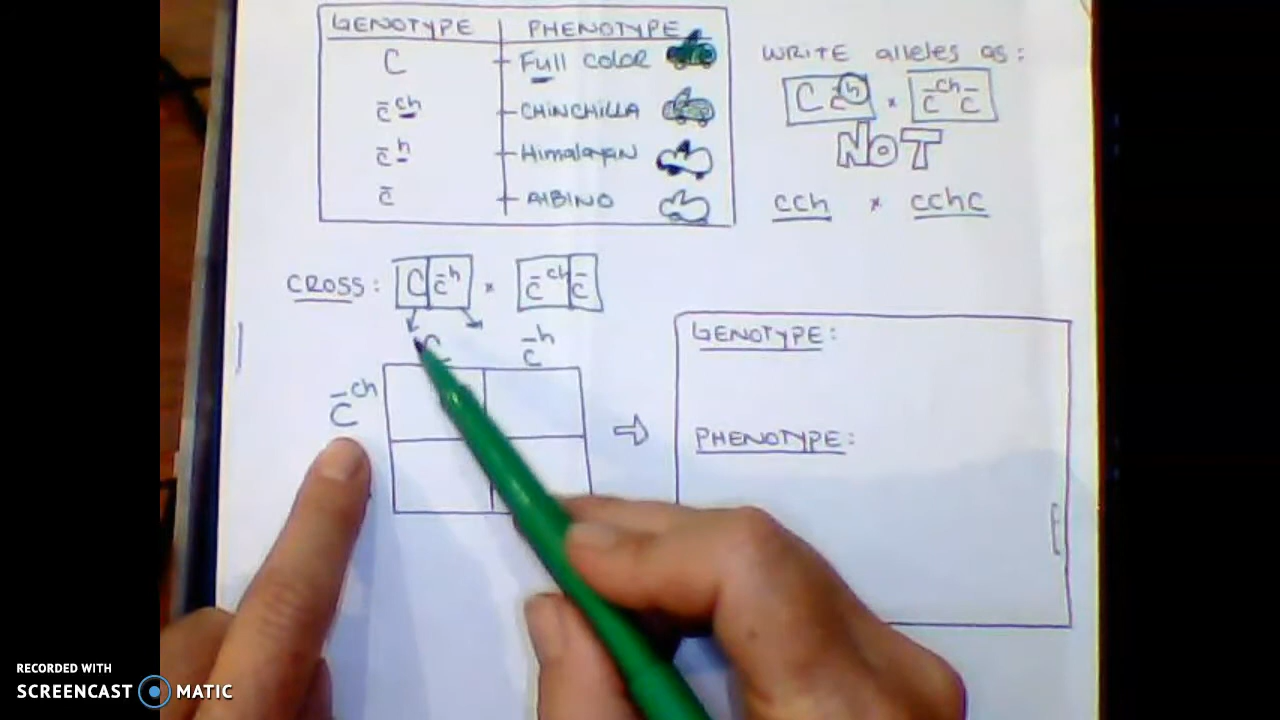 GENOTYPE PHENOTYPE
C Full color
c̄ᶜʰ CHINCHILLA
c̄ʰ Himalayan
c̄ AlBINO
WRITE alleles as:
C c̄ʰ × c̄ᶜʰ c̄
NOT
cch × cchc
CROSS: C c̄ʰ × c̄ᶜʰ c̄
C c̄ʰ
c̄ᶜʰ
GENOTYPE:
PHENOTYPE:
RECORDED WITH
SCREENCAST MATIC